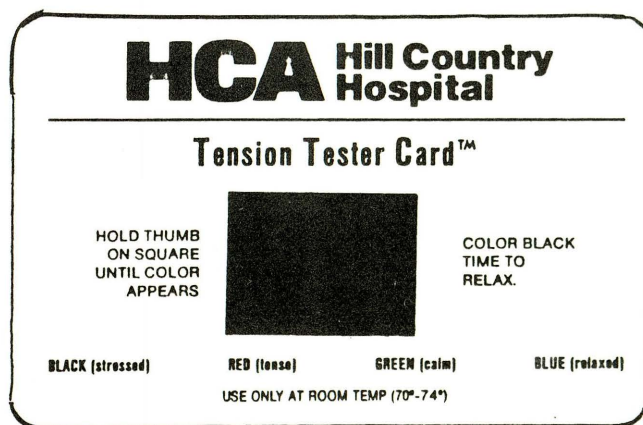 HCA Hill Country
Hospital
Tension Tester Card™
HOLD THUMB
ON SQUARE
UNTIL COLOR
APPEARS
COLOR BLACK
TIME TO
RELAX.
BLACK (stressed) RED (tense) GREEN (calm) BLUE (relaxed)
USE ONLY AT ROOM TEMP (70°-74°)